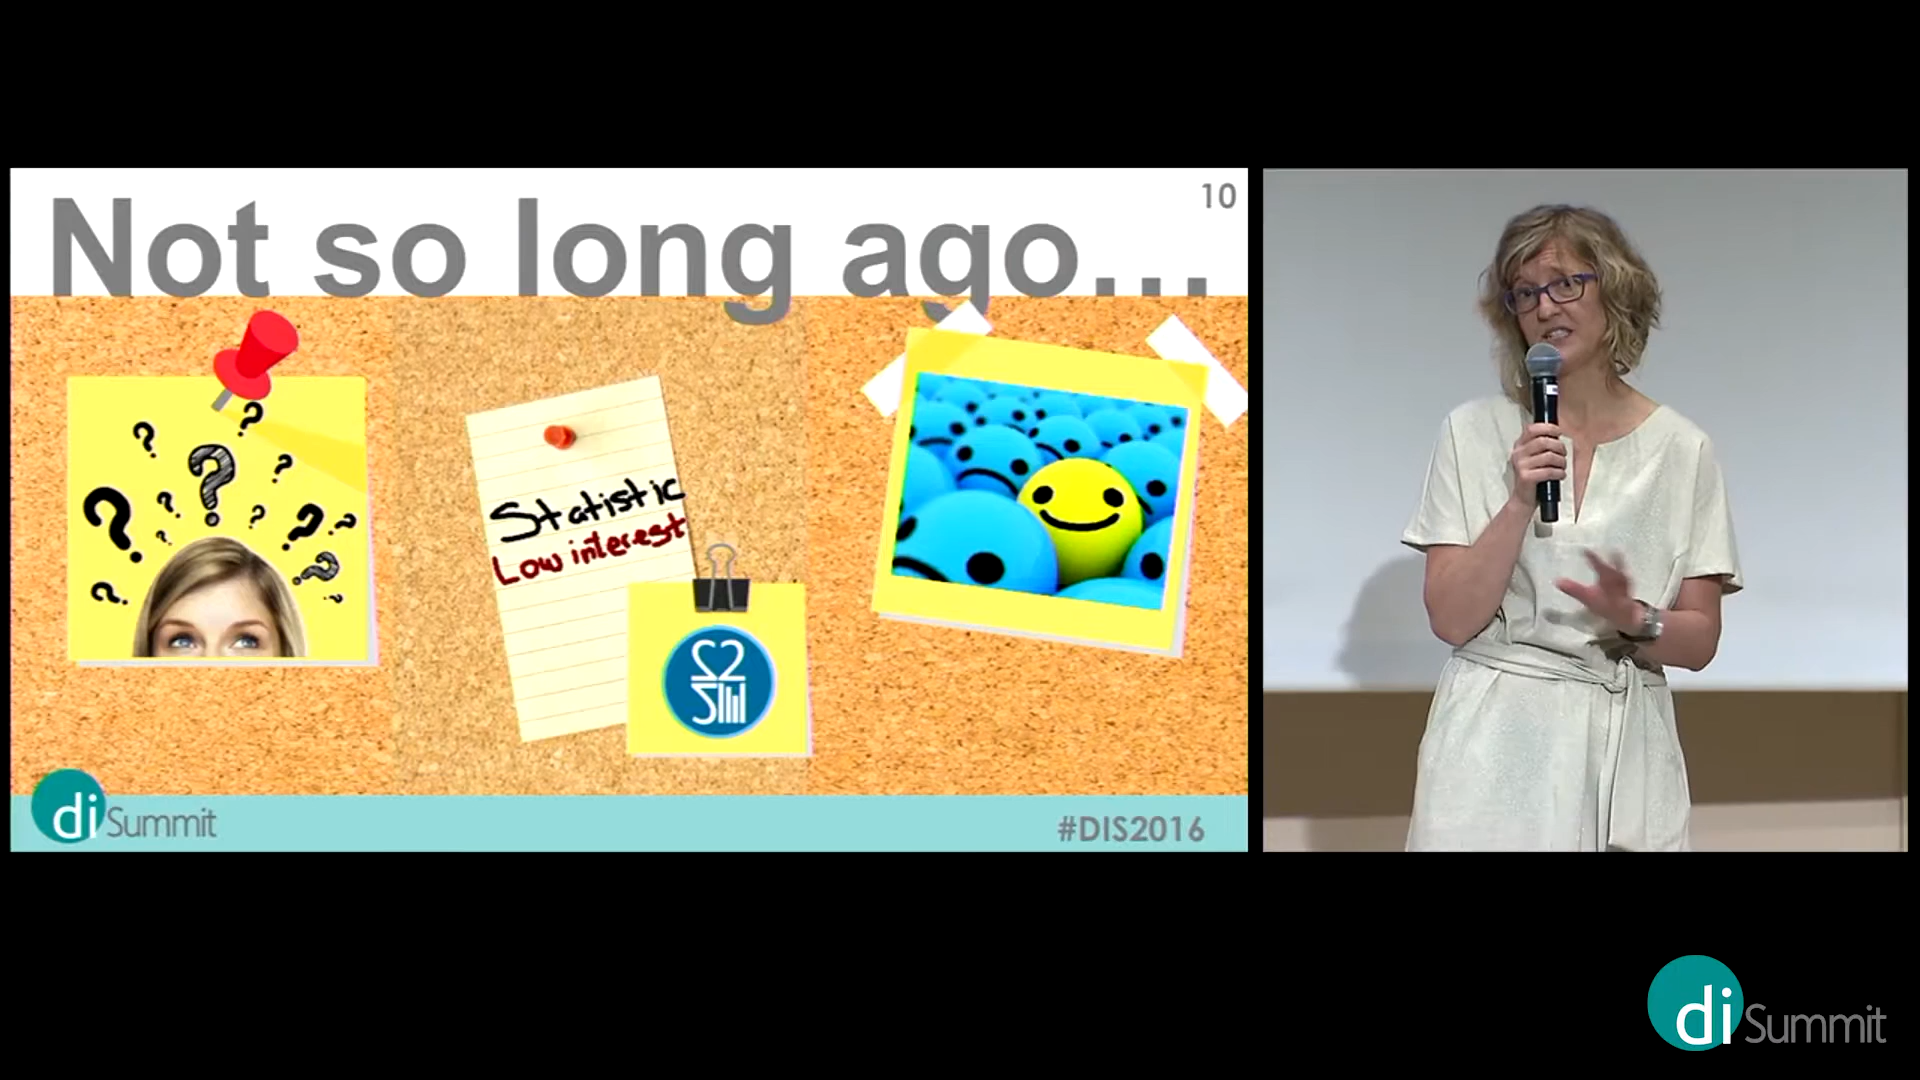 Not so long ago...
10
? ? ? ? ? ? ? ? ? ? ? ? ?
Statistic
Low interest
di Summit
#DIS2016
di Summit